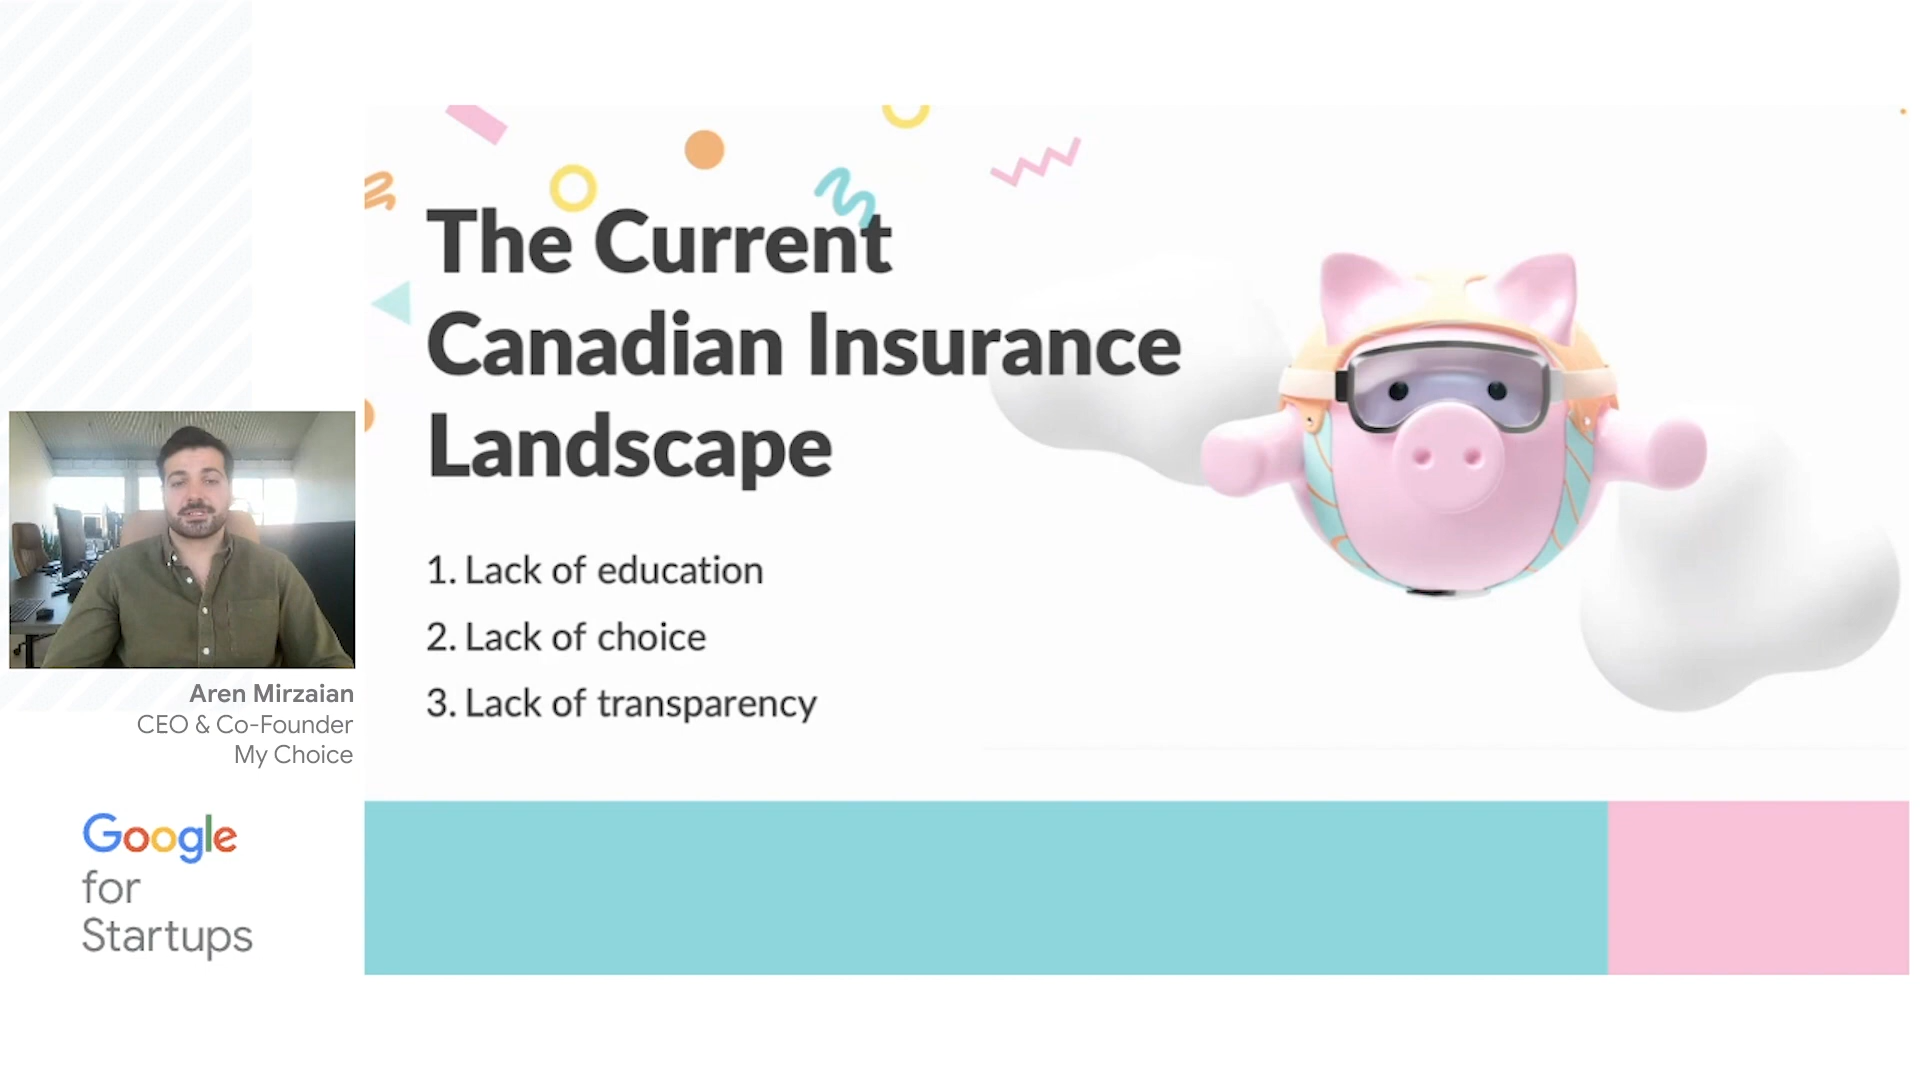 The Current
Canadian Insurance
Landscape
1. Lack of education
2. Lack of choice
3. Lack of transparency
Aren Mirzaian
CEO & Co-Founder
My Choice
Google
for
Startups